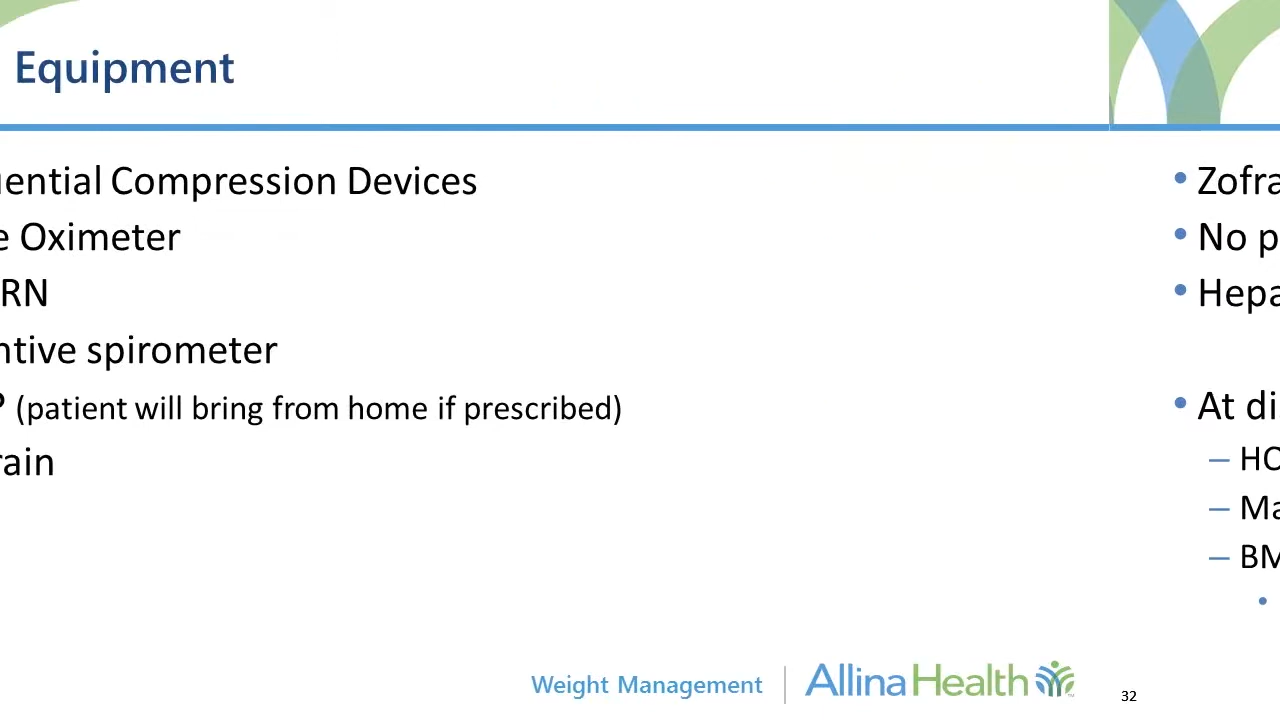 Equipment
uential Compression Devices
e Oximeter
RN
ntive spirometer
P (patient will bring from home if prescribed)
rain
• Zofra
• No p
• Hepa
• At di
– HO
– Ma
– BM
•
Weight Management | Allina Health
32